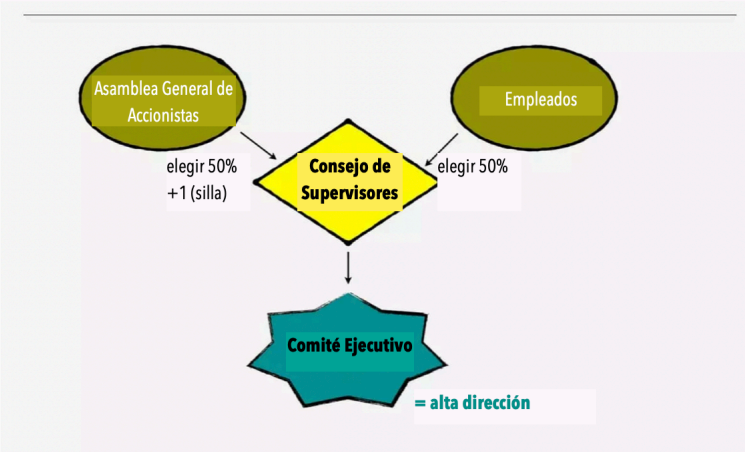 Asamblea General de
Accionistas
Empleados
elegir 50%
+1 (silla)
Consejo de
Supervisores
elegir 50%
Comité Ejecutivo
= alta dirección